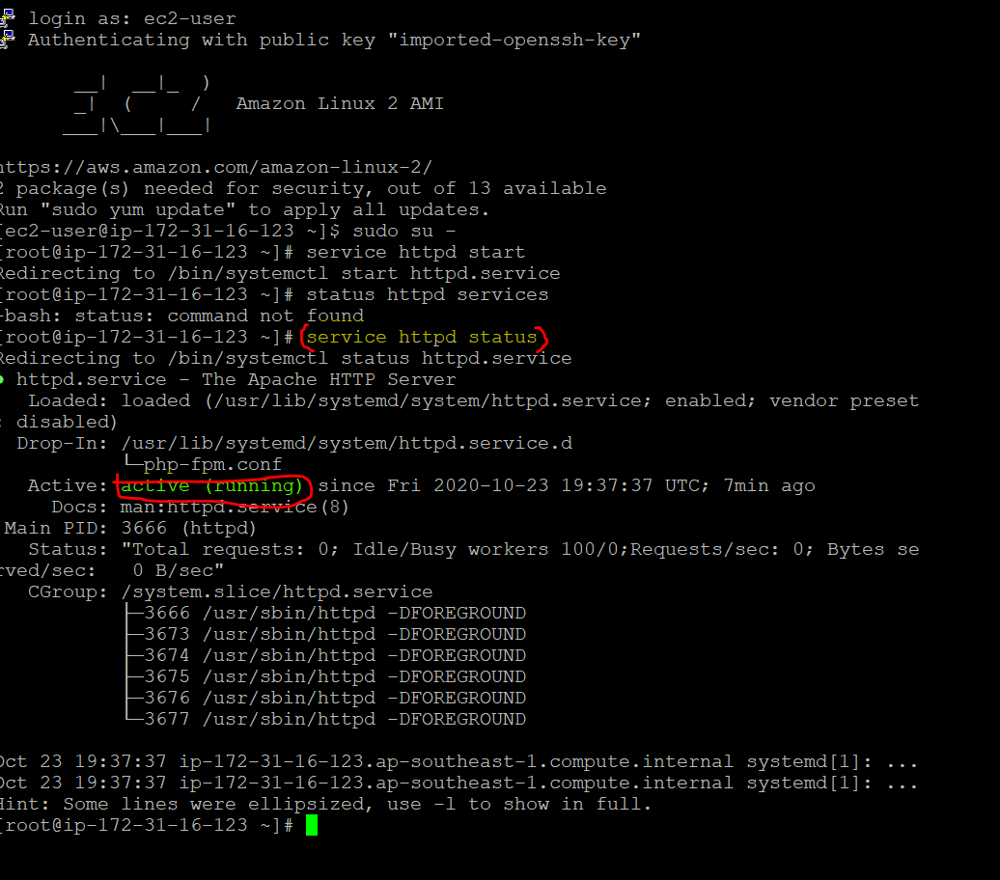 login as: ec2-user
Authenticating with public key "imported-openssh-key"
__|  __|_  )
_|  (     /   Amazon Linux 2 AMI
___|\___|___|
https://aws.amazon.com/amazon-linux-2/
2 package(s) needed for security, out of 13 available
Run "sudo yum update" to apply all updates.
[ec2-user@ip-172-31-16-123 ~]$ sudo su -
[root@ip-172-31-16-123 ~]# service httpd start
Redirecting to /bin/systemctl start httpd.service
[root@ip-172-31-16-123 ~]# status httpd services
-bash: status: command not found
[root@ip-172-31-16-123 ~]# service httpd status
Redirecting to /bin/systemctl status httpd.service
● httpd.service - The Apache HTTP Server
Loaded: loaded (/usr/lib/systemd/system/httpd.service; enabled; vendor preset
: disabled)
Drop-In: /usr/lib/systemd/system/httpd.service.d
└─php-fpm.conf
Active: active (running) since Fri 2020-10-23 19:37:37 UTC; 7min ago
Docs: man:httpd.service(8)
Main PID: 3666 (httpd)
Status: "Total requests: 0; Idle/Busy workers 100/0;Requests/sec: 0; Bytes se
rved/sec:   0 B/sec"
CGroup: /system.slice/httpd.service
├─3666 /usr/sbin/httpd -DFOREGROUND
├─3673 /usr/sbin/httpd -DFOREGROUND
├─3674 /usr/sbin/httpd -DFOREGROUND
├─3675 /usr/sbin/httpd -DFOREGROUND
├─3676 /usr/sbin/httpd -DFOREGROUND
└─3677 /usr/sbin/httpd -DFOREGROUND
Oct 23 19:37:37 ip-172-31-16-123.ap-southeast-1.compute.internal systemd[1]: ...
Oct 23 19:37:37 ip-172-31-16-123.ap-southeast-1.compute.internal systemd[1]: ...
Hint: Some lines were ellipsized, use -l to show in full.
[root@ip-172-31-16-123 ~]#